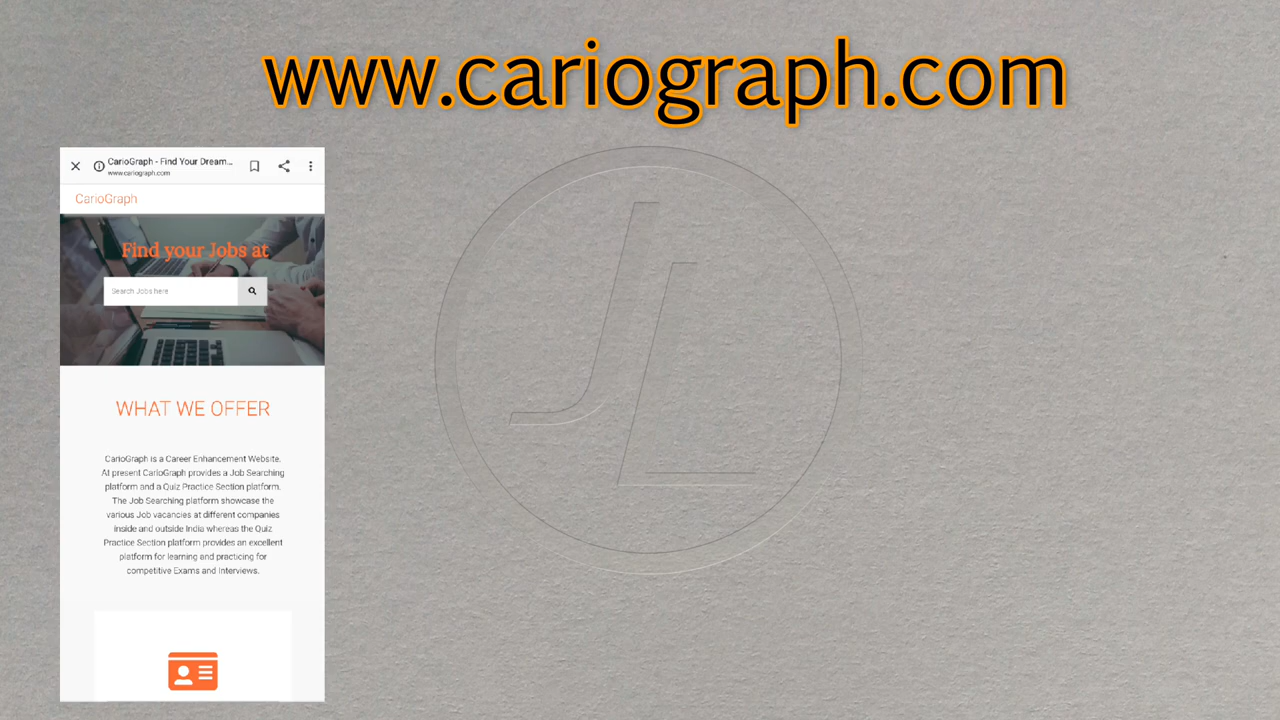 www.cariograph.com
CarioGraph - Find Your Dream...
www.cariograph.com
CarioGraph
Find your Jobs at
Search Jobs here
WHAT WE OFFER
CarioGraph is a Career Enhancement Website.
At present CarioGraph provides a Job Searching
platform and a Quiz Practice Section platform.
The Job Searching platform showcase the
various Job vacancies at different companies
inside and outside India whereas the Quiz
Practice Section platform provides an excellent
platform for learning and practicing for
competitive Exams and Interviews.
JL